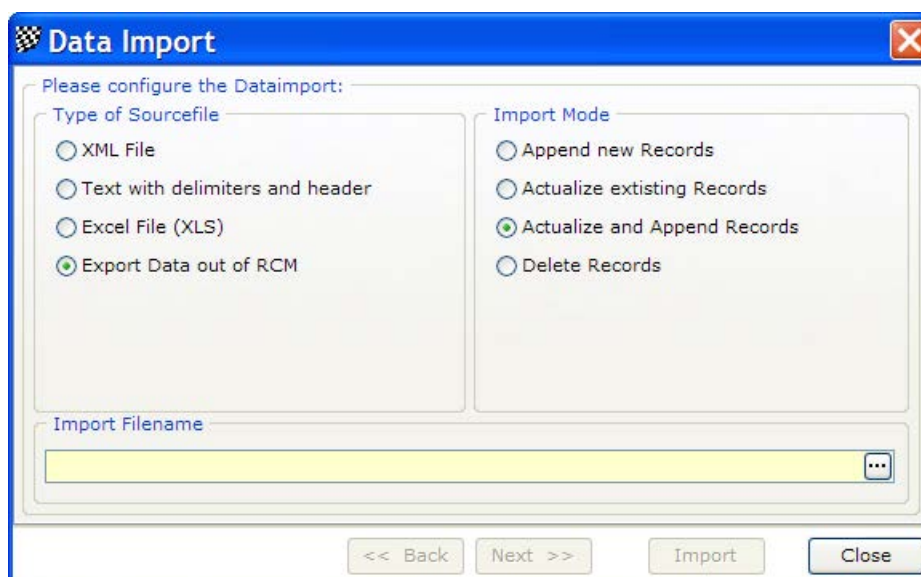 Data Import
Please configure the Dataimport:
Type of Sourcefile
XML File
Text with delimiters and header
Excel File (XLS)
Export Data out of RCM
Import Mode
Append new Records
Actualize extisting Records
Actualize and Append Records
Delete Records
Import Filename
...
<< Back
Next >>
Import
Close